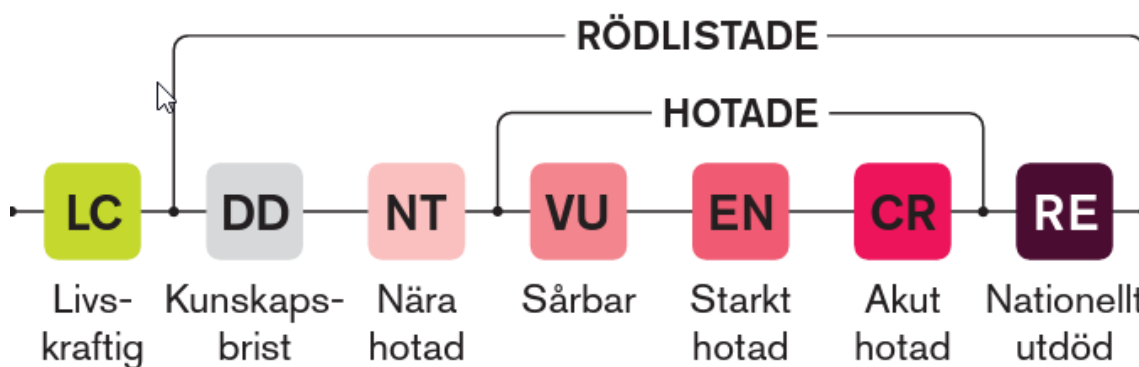 RÖDLISTADE
HOTADE
LC DD NT VU EN CR RE
Livs- Kunskaps- Nära Sårbar Starkt Akut Nationellt
kraftig brist hotad hotad hotad utdöd